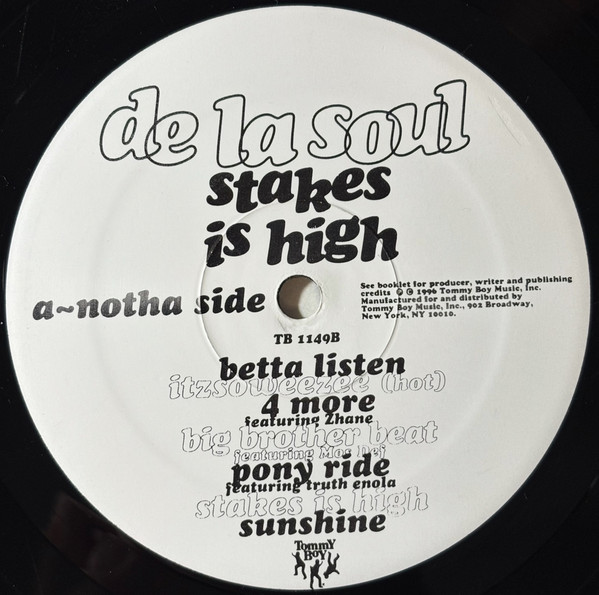 de la soul
stakes
is high
a~notha side
See booklet for producer, writer and publishing
credits ℗ © 1996 Tommy Boy Music, Inc.
Manufactured for and distributed by
Tommy Boy Music, Inc., 902 Broadway,
New York, NY 10010.
TB 1149B
betta listen
itzsoweezee (hot)
4 more
featuring Zhane
big brother beat
featuring Mos Def
pony ride
featuring truth enola
stakes is high
sunshine
Tommy
Boy